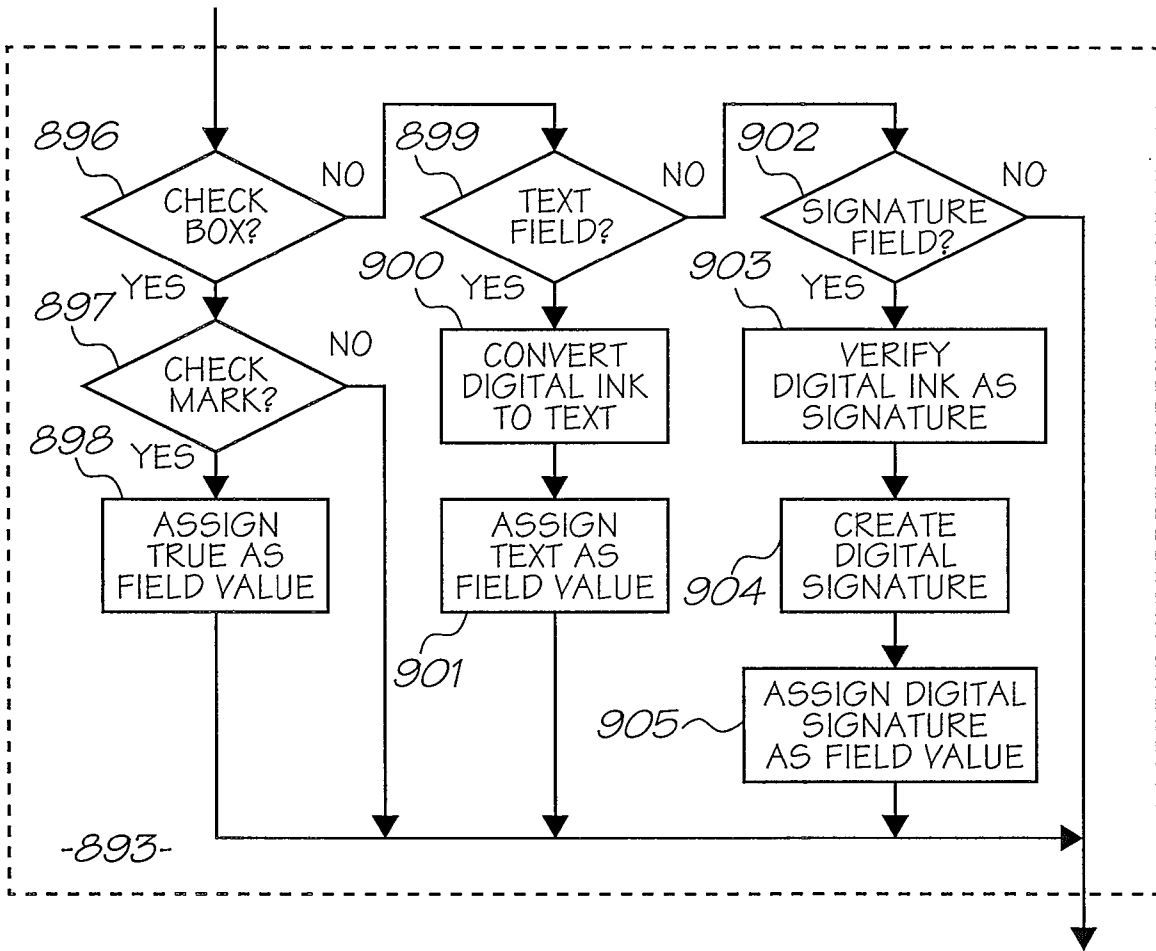 896
CHECK
BOX?
NO
YES
897
CHECK
MARK?
NO
YES
898
ASSIGN
TRUE AS
FIELD VALUE
899
TEXT
FIELD?
NO
YES
900
CONVERT
DIGITAL INK
TO TEXT
ASSIGN
TEXT AS
FIELD VALUE
901
902
SIGNATURE
FIELD?
NO
YES
903
VERIFY
DIGITAL INK AS
SIGNATURE
CREATE
DIGITAL
SIGNATURE
904
ASSIGN DIGITAL
SIGNATURE
AS FIELD VALUE
905
-893-